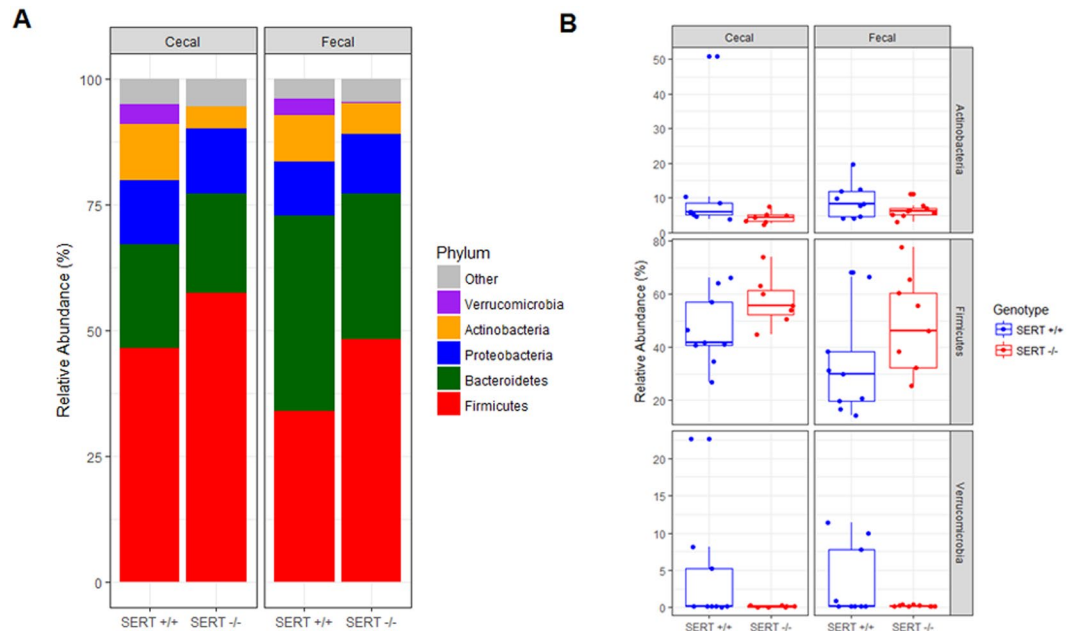 A
Cecal
Fecal
100
75
50
25
0
Relative Abundance (%)
SERT +/+
SERT -/-
SERT +/+
SERT -/-
Phylum
Other
Verrucomicrobia
Actinobacteria
Proteobacteria
Bacteroidetes
Firmicutes
B
Cecal
Fecal
50
40
30
20
10
0
Actinobacteria
80
60
40
20
Firmicutes
20
15
10
5
0
Verrucomicrobia
Relative Abundance (%)
SERT +/+
SERT -/-
SERT +/+
SERT -/-
Genotype
SERT +/+
SERT -/-